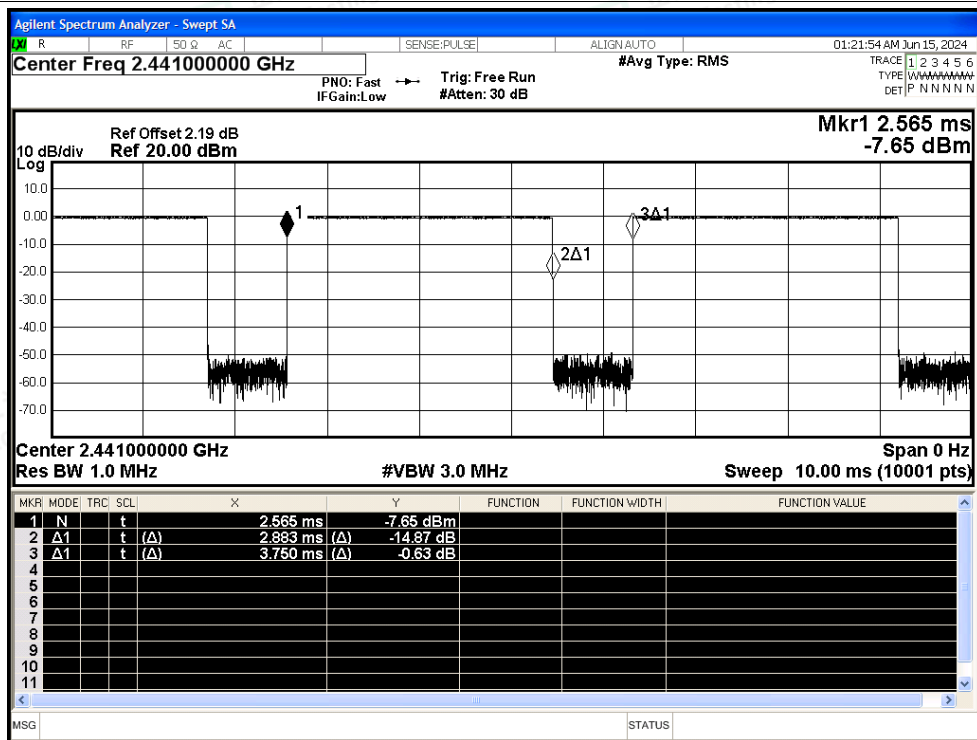 Agilent Spectrum Analyzer - Swept SA
LXI R RF 50 Ω AC SENSE:PULSE ALIGN AUTO 01:21:54 AM Jun 15, 2024
Center Freq 2.441000000 GHz #Avg Type: RMS TRACE 1 2 3 4 5 6
PNO: Fast Trig: Free Run TYPE WWWWWW
IFGain:Low #Atten: 30 dB DET P N N N N N
Mkr1 2.565 ms
-7.65 dBm
Ref Offset 2.19 dB
10 dB/div Ref 20.00 dBm
Log
10.0
0.00
-10.0
-20.0
-30.0
-40.0
-50.0
-60.0
-70.0
1
2Δ1
3Δ1
Center 2.441000000 GHz Span 0 Hz
Res BW 1.0 MHz #VBW 3.0 MHz Sweep 10.00 ms (10001 pts)
MKR MODE TRC SCL X Y FUNCTION FUNCTION WIDTH FUNCTION VALUE
1 N t 2.565 ms -7.65 dBm
2 Δ1 t (Δ) 2.883 ms (Δ) -14.87 dB
3 Δ1 t (Δ) 3.750 ms (Δ) -0.63 dB
4
5
6
7
8
9
10
11
MSG STATUS